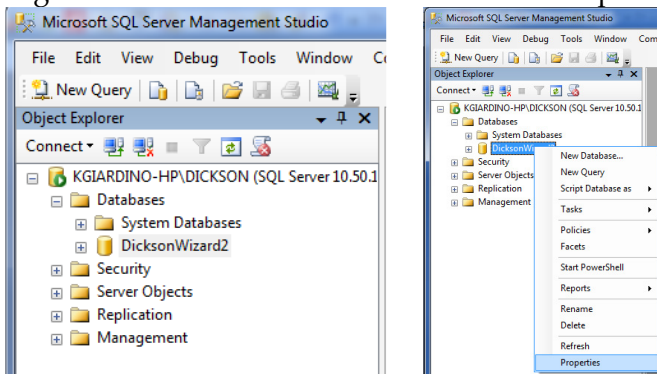 Microsoft SQL Server Management Studio
File Edit View Debug Tools Window
New Query
Object Explorer
Connect
KGIARDINO-HP\DICKSON (SQL Server 10.50.1
Databases
System Databases
DicksonWizard2
Security
Server Objects
Replication
Management
Microsoft SQL Server Management Studio
File Edit View Debug Tools Window Com
New Query
Object Explorer
Connect
KGIARDINO-HP\DICKSON (SQL Server 10.50.1
Databases
System Databases
Security
Server Objects
Replication
Management
New Database...
New Query
Script Database as
Tasks
Policies
Facets
Start PowerShell
Reports
Rename
Delete
Refresh
Properties